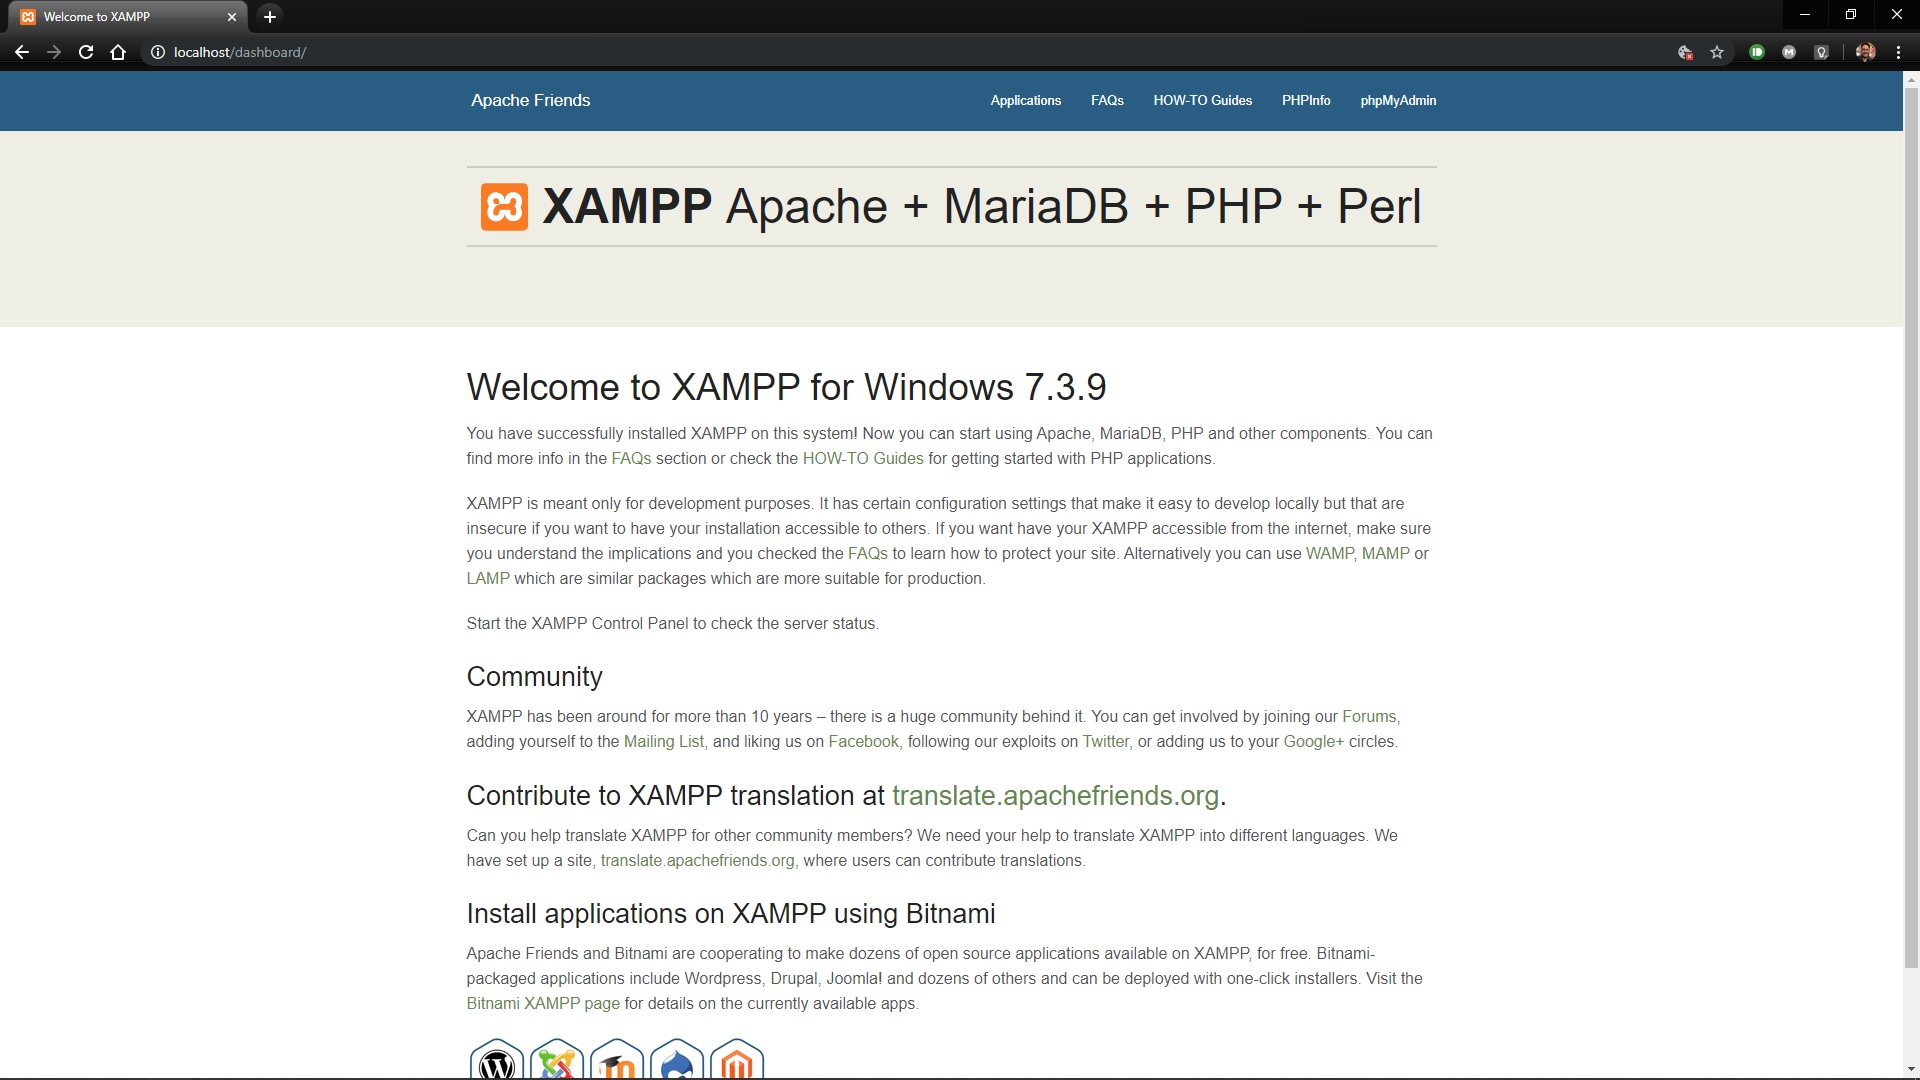 Welcome to XAMPP
localhost/dashboard/
Apache Friends
Applications
FAQs
HOW-TO Guides
PHPInfo
phpMyAdmin
XAMPP Apache + MariaDB + PHP + Perl
Welcome to XAMPP for Windows 7.3.9
You have successfully installed XAMPP on this system! Now you can start using Apache, MariaDB, PHP and other components. You can
find more info in the FAQs section or check the HOW-TO Guides for getting started with PHP applications.
XAMPP is meant only for development purposes. It has certain configuration settings that make it easy to develop locally but that are
insecure if you want to have your installation accessible to others. If you want have your XAMPP accessible from the internet, make sure
you understand the implications and you checked the FAQs to learn how to protect your site. Alternatively you can use WAMP, MAMP or
LAMP which are similar packages which are more suitable for production.
Start the XAMPP Control Panel to check the server status.
Community
XAMPP has been around for more than 10 years – there is a huge community behind it. You can get involved by joining our Forums,
adding yourself to the Mailing List, and liking us on Facebook, following our exploits on Twitter, or adding us to your Google+ circles.
Contribute to XAMPP translation at translate.apachefriends.org.
Can you help translate XAMPP for other community members? We need your help to translate XAMPP into different languages. We
have set up a site, translate.apachefriends.org, where users can contribute translations.
Install applications on XAMPP using Bitnami
Apache Friends and Bitnami are cooperating to make dozens of open source applications available on XAMPP, for free. Bitnami-
packaged applications include Wordpress, Drupal, Joomla! and dozens of others and can be deployed with one-click installers. Visit the
Bitnami XAMPP page for details on the currently available apps.